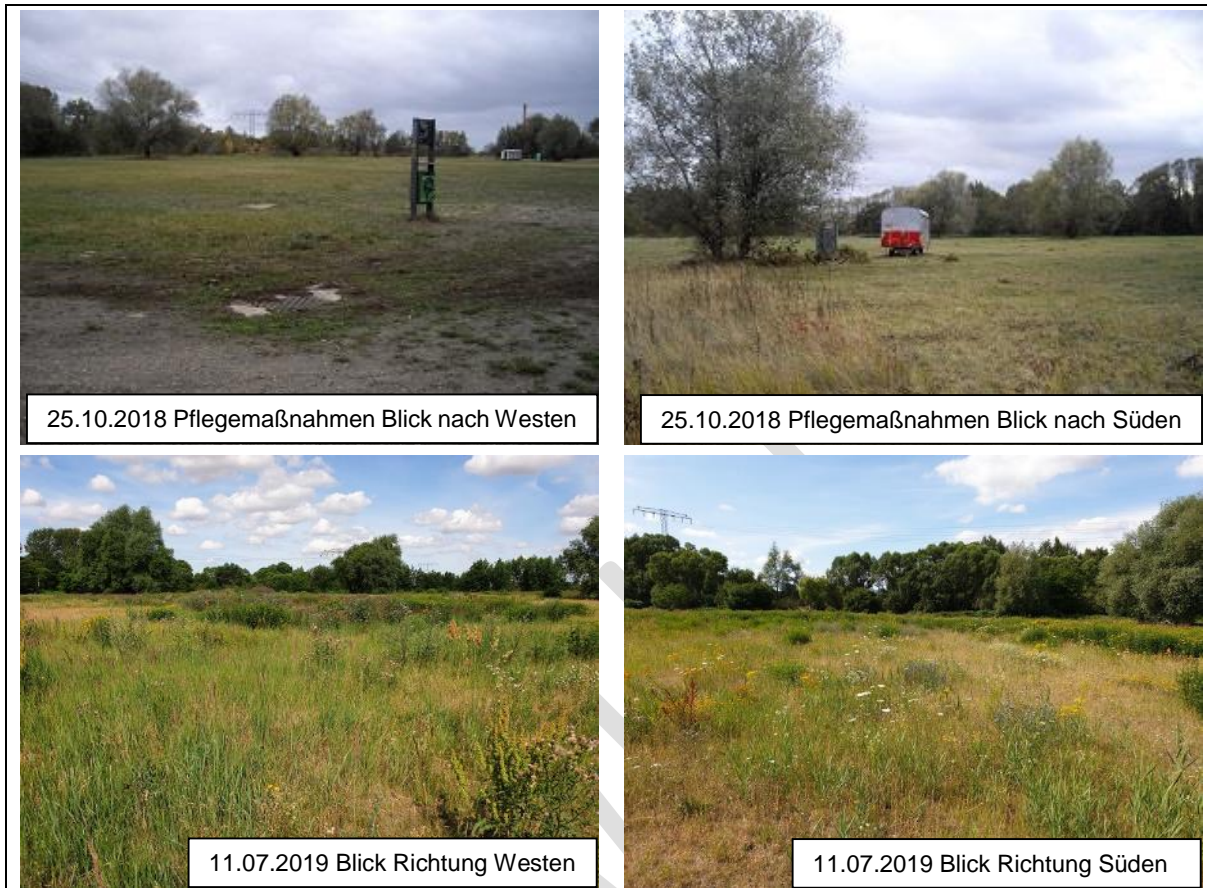 25.10.2018 Pflegemaßnahmen Blick nach Westen
25.10.2018 Pflegemaßnahmen Blick nach Süden
11.07.2019 Blick Richtung Westen
11.07.2019 Blick Richtung Süden